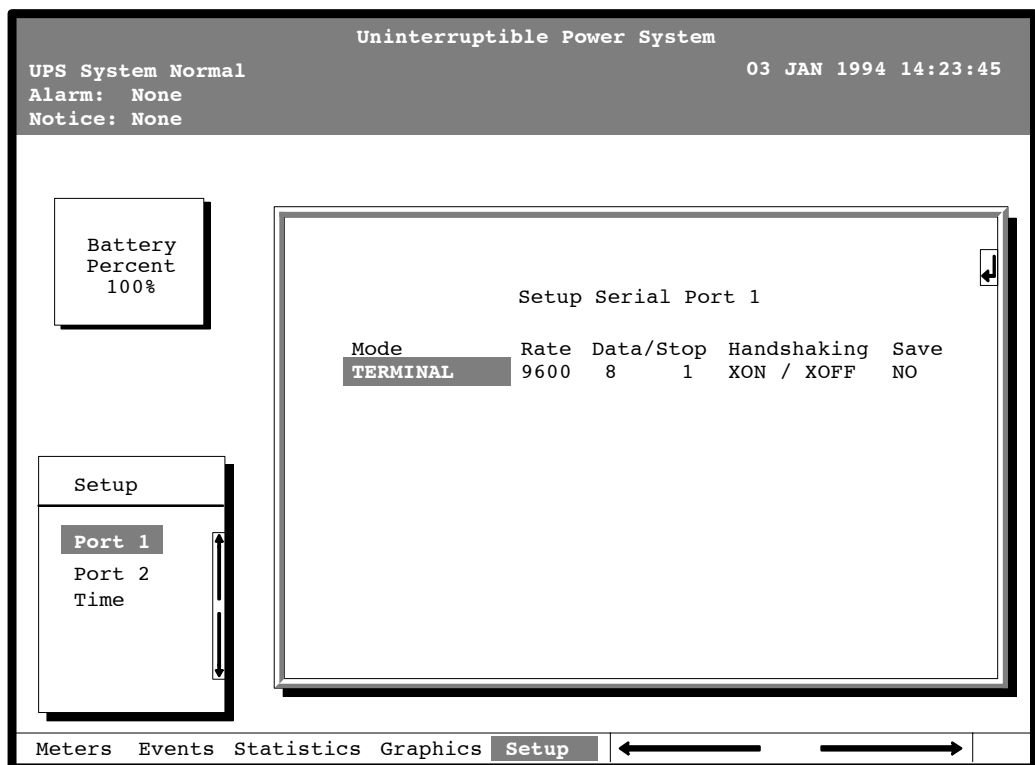 Uninterruptible Power System
UPS System Normal 03 JAN 1994 14:23:45
Alarm: None
Notice: None
Battery
Percent
100%
Setup Serial Port 1
Mode Rate Data/Stop Handshaking Save
TERMINAL 9600 8 1 XON / XOFF NO
Setup
Port 1
Port 2
Time
Meters Events Statistics Graphics Setup